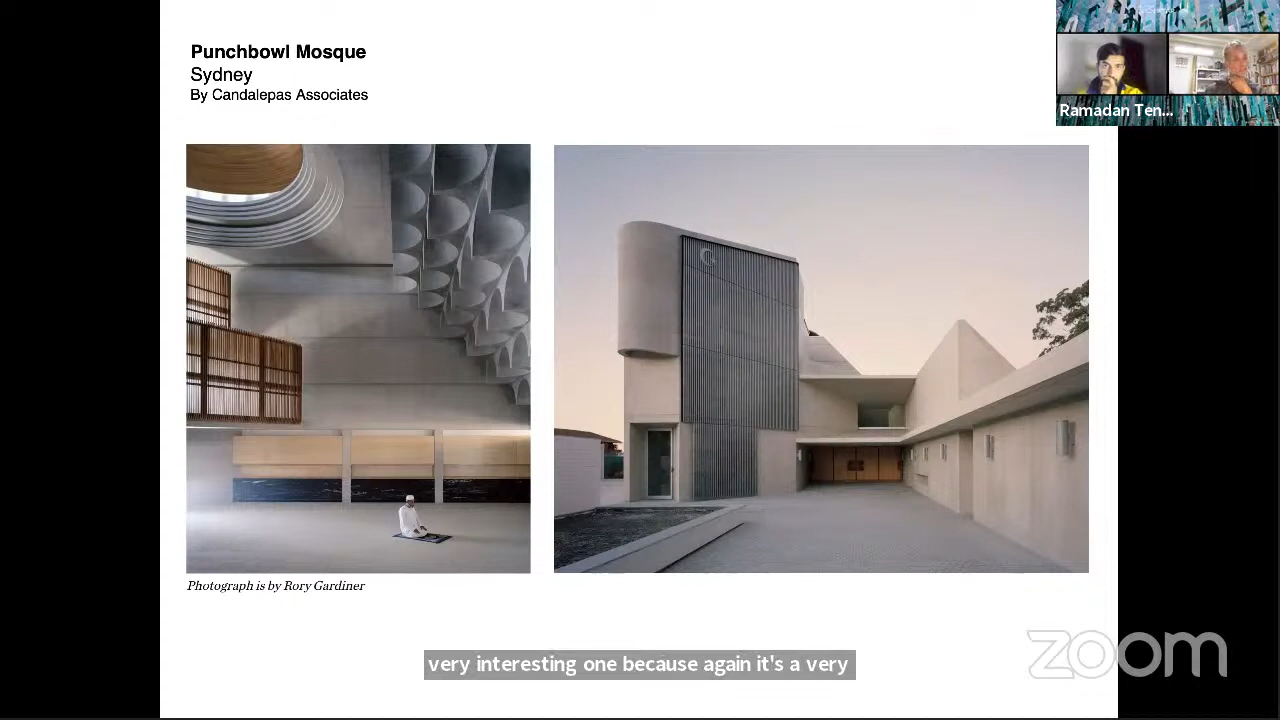 Punchbowl Mosque
Sydney
By Candalepas Associates
Ramadan Ten...
Photograph is by Rory Gardiner
very interesting one because again it's a very
zoom